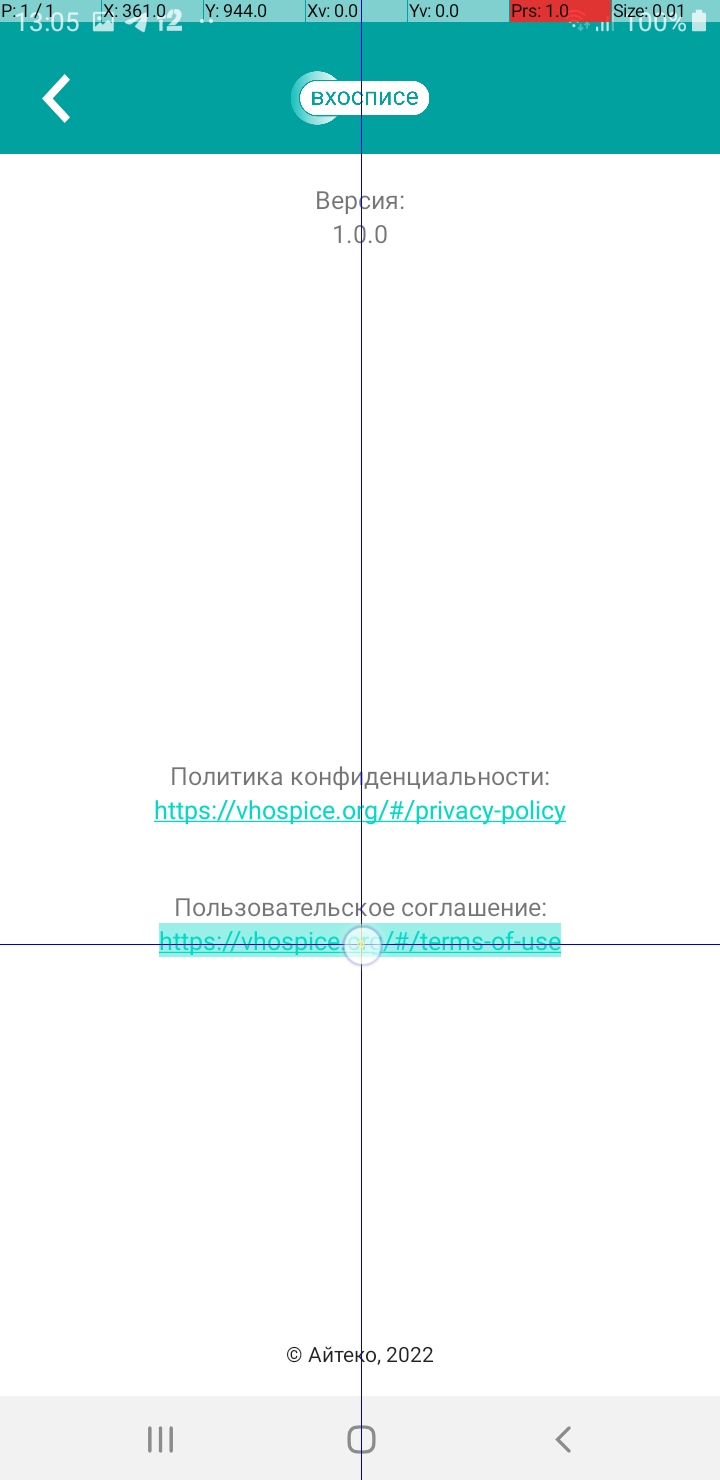 P: 1 / 1 X: 361.0 Y: 944.0 Xv: 0.0 Yv: 0.0 Prs: 1.0 Size: 0.01
13:05 12 100%
вхосписе
Версия:
1.0.0
Политика конфиденциальности:
https://vhospice.org/#/privacy-policy
Пользовательское соглашение:
https://vhospice.org/#/terms-of-use
© Айтеко, 2022